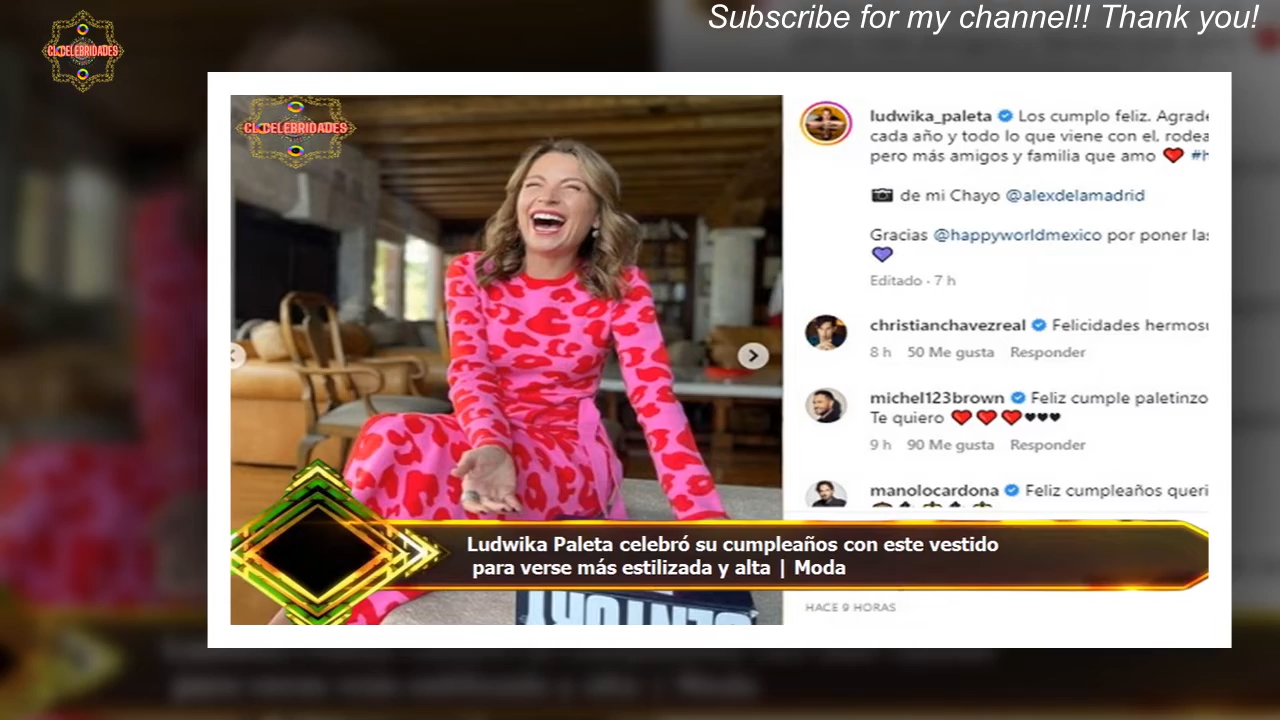 Subscribe for my channel!! Thank you!
CL CELEBRIDADES
CL CELEBRIDADES
ludwika_paleta Los cumplo feliz. Agrade
cada año y todo lo que viene con el, rodea
pero más amigos y familia que amo ❤️ #h
📷 de mi Chayo @alexdelamadrid
Gracias @happyworldmexico por poner las
💜
Editado · 7 h
christianchavezreal Felicidades hermosu
8 h 50 Me gusta Responder
michel123brown Feliz cumple paletinzo
Te quiero ❤️❤️❤️♥♥♥
9 h 90 Me gusta Responder
manolocardona Feliz cumpleaños queri
Ludwika Paleta celebró su cumpleaños con este vestido
para verse más estilizada y alta | Moda
HACE 9 HORAS